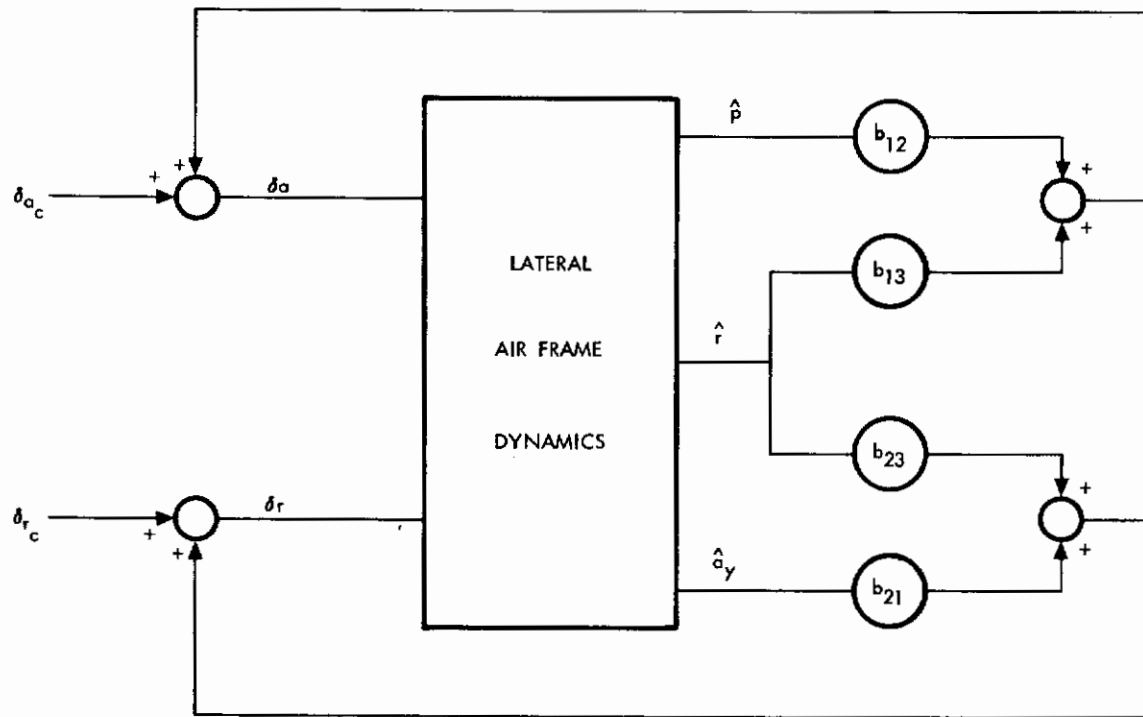 +
+
δa_c
δa
+
+
δr_c
δr
LATERAL
AIR FRAME
DYNAMICS
p̂
b12
+
+
r̂
b13
b23
+
+
â_y
b21